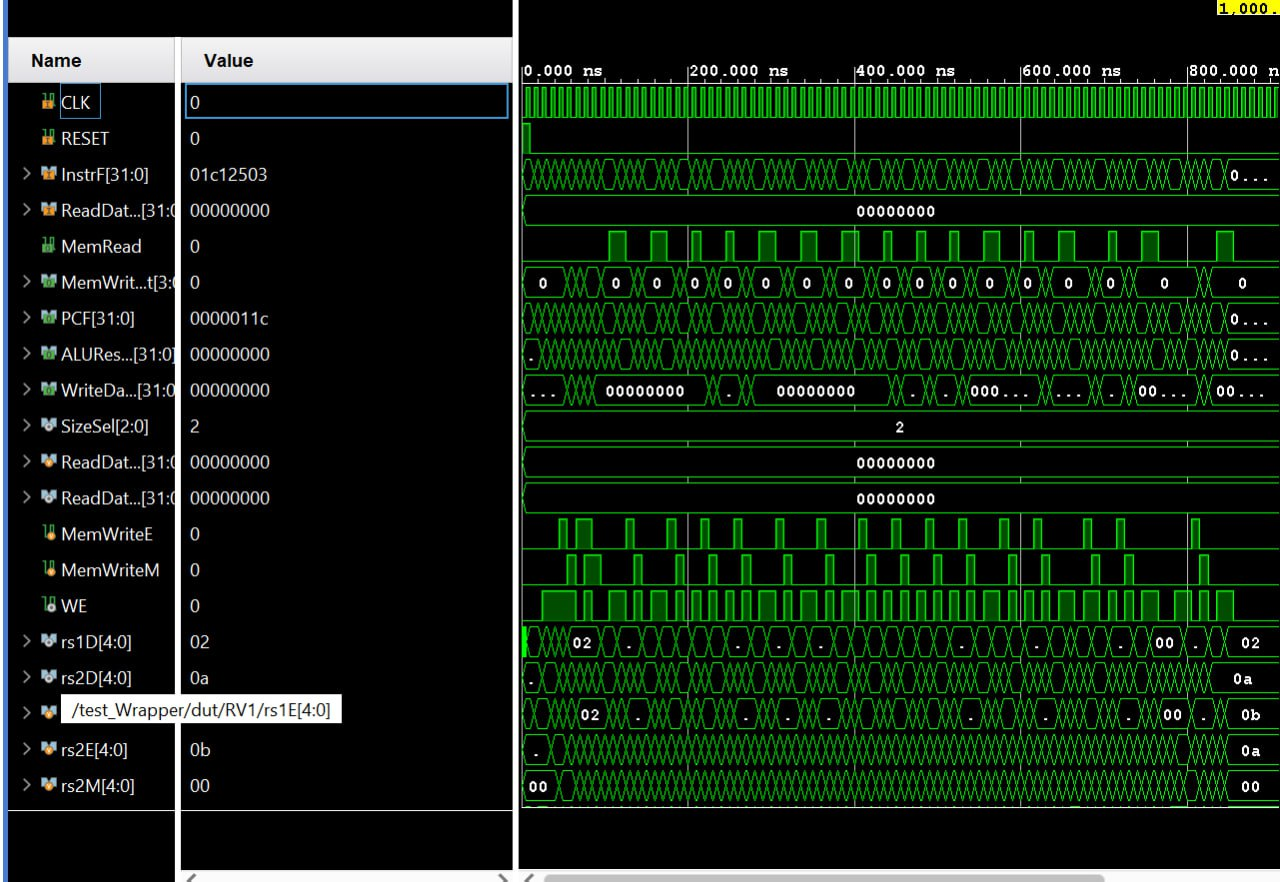 1,000.
Name Value 0.000 ns 200.000 ns 400.000 ns 600.000 ns 800.000 n
CLK 0
RESET 0
InstrF[31:0] 01c12503 0...
ReadDat...[31:0 00000000 00000000
MemRead 0
MemWrit...t[3:0 0 0 0 0 0 0 0 0 0 0 0 0 0 0 0 0 0
PCF[31:0] 0000011c 0...
ALURes...[31:0] 00000000 . 0...
WriteDa...[31:0 00000000 ... 00000000 . 00000000 . . 000... ... . 00... 00...
SizeSel[2:0] 2 2
ReadDat...[31:0 00000000 00000000
ReadDat...[31:0 00000000 00000000
MemWriteE 0
MemWriteM 0
WE 0
rs1D[4:0] 02 02 . . . . . . . 00 . 02
rs2D[4:0] 0a . 0a
/test_Wrapper/dut/RV1/rs1E[4:0] 02 . . . . . . . 00 . 0b
rs2E[4:0] 0b . 0a
rs2M[4:0] 00 00 00